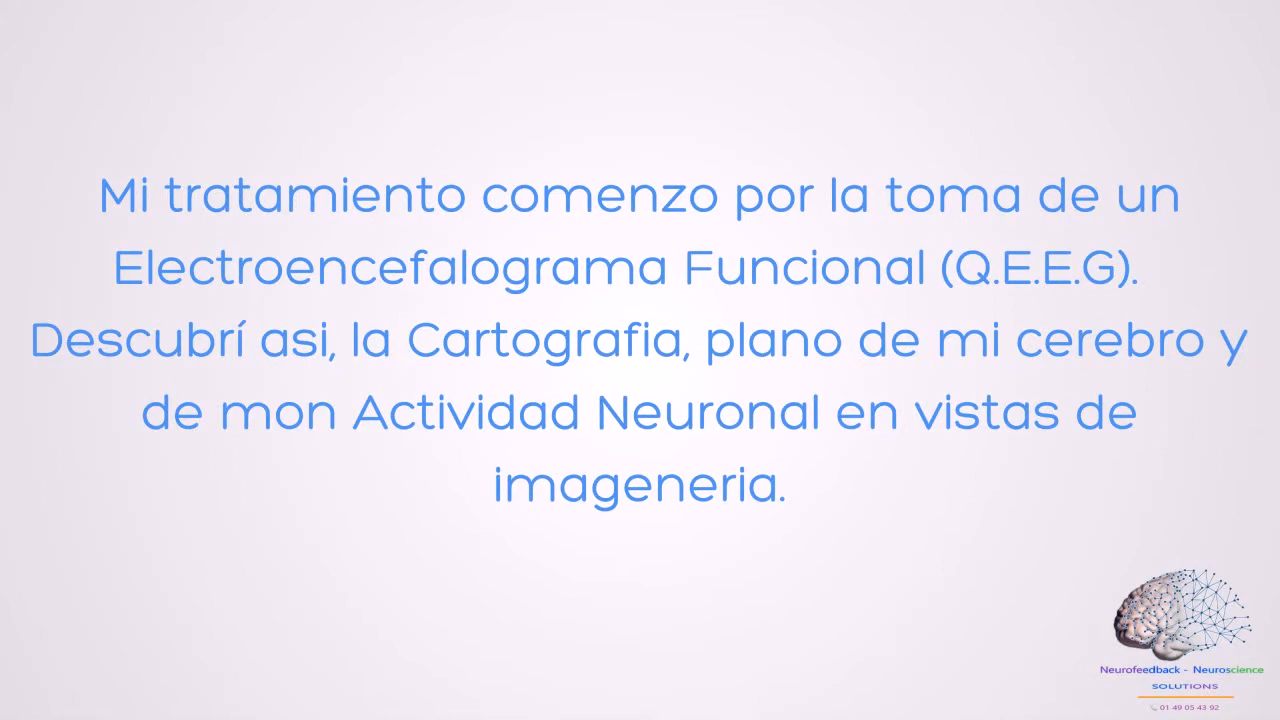 Mi tratamiento comenzo por la toma de un
Electroencefalograma Funcional (Q.E.E.G).
Descubrí asi, la Cartografia, plano de mi cerebro y
de mon Actividad Neuronal en vistas de
imageneria.
Neurofeedback - Neuroscience
SOLUTIONS
01 49 05 43 92